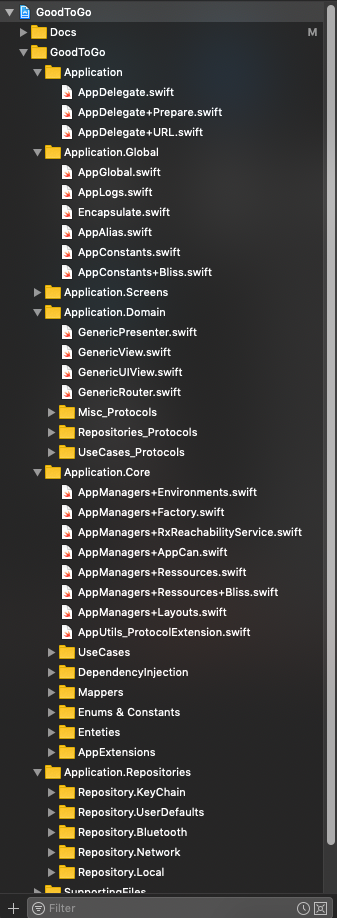 GoodToGo
Docs M
GoodToGo
Application
AppDelegate.swift
AppDelegate+Prepare.swift
AppDelegate+URL.swift
Application.Global
AppGlobal.swift
AppLogs.swift
Encapsulate.swift
AppAlias.swift
AppConstants.swift
AppConstants+Bliss.swift
Application.Screens
Application.Domain
GenericPresenter.swift
GenericView.swift
GenericUIView.swift
GenericRouter.swift
Misc_Protocols
Repositories_Protocols
UseCases_Protocols
Application.Core
AppManagers+Environments.swift
AppManagers+Factory.swift
AppManagers+RxReachabilityService.swift
AppManagers+AppCan.swift
AppManagers+Ressources.swift
AppManagers+Ressources+Bliss.swift
AppManagers+Layouts.swift
AppUtils_ProtocolExtension.swift
UseCases
DependencyInjection
Mappers
Enums & Constants
Enteties
AppExtensions
Application.Repositories
Repository.KeyChain
Repository.UserDefaults
Repository.Bluetooth
Repository.Network
Repository.Local
SupportingFiles
Filter